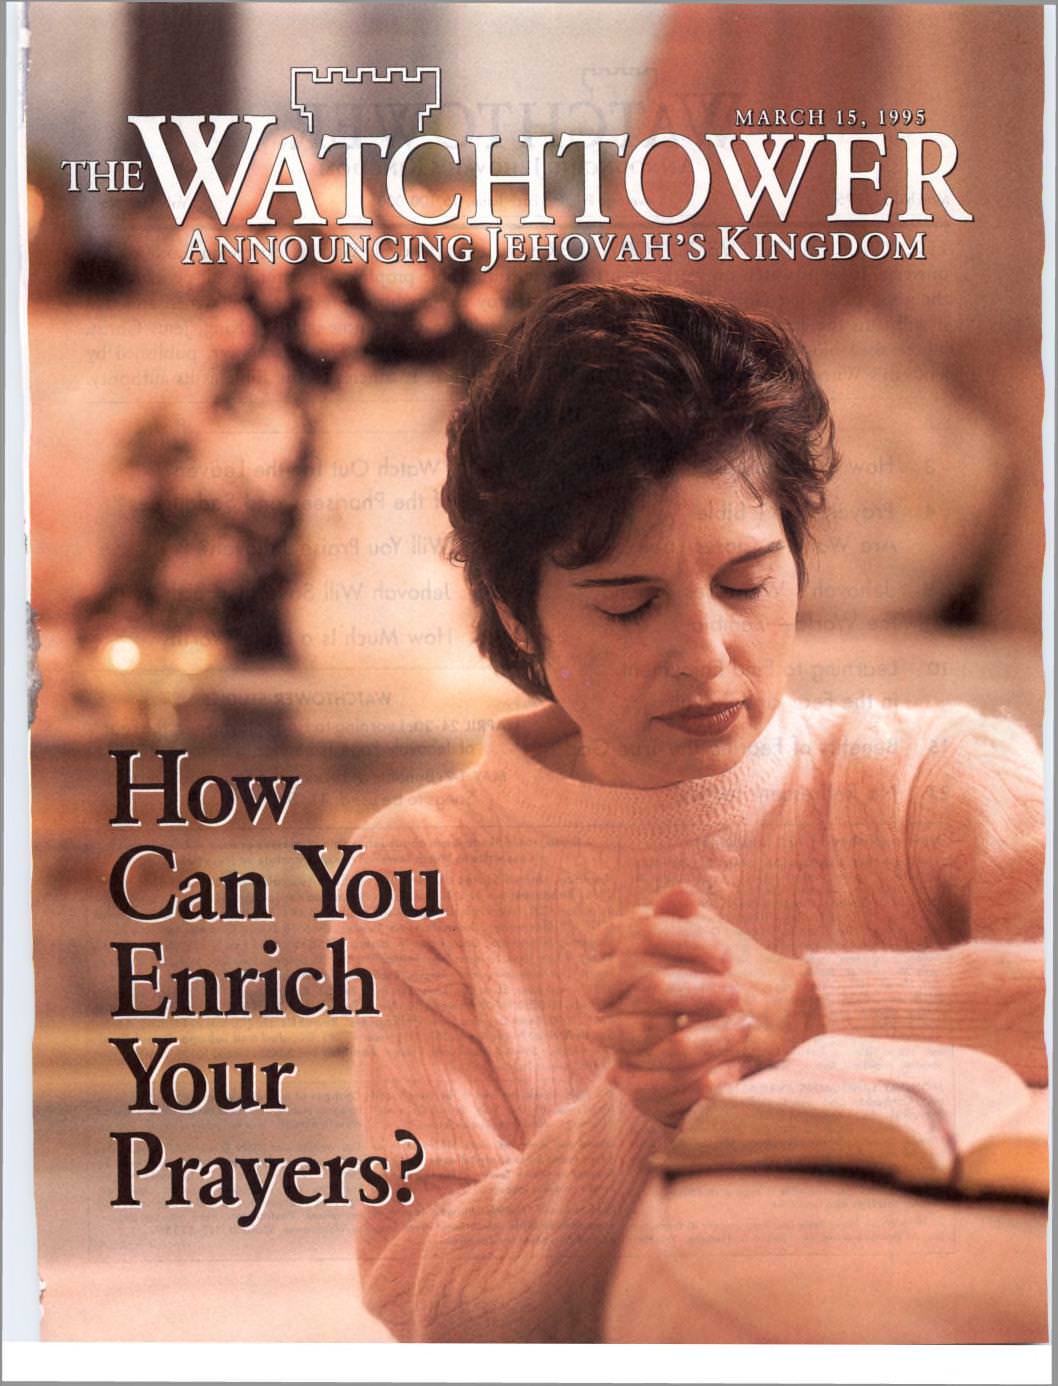 MARCH 15, 1995
THE WATCHTOWER
ANNOUNCING JEHOVAH'S KINGDOM
How
Can You
Enrich
Your
Prayers?